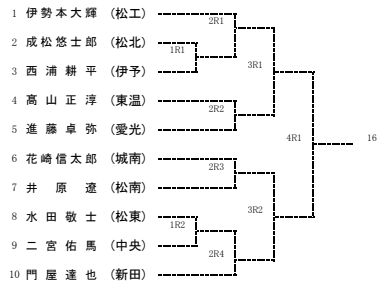 1 伊勢本大輝 (松工)
2R1
2 成松悠士郎 (松北)
1R1
3 西浦耕平 (伊予)
3R1
4 髙山正淳 (東温)
2R2
5 進藤卓弥 (愛光)
4R1 16
6 花崎信太郎 (城南)
2R3
7 井原遼 (松南)
3R2
8 水田敬士 (松東)
1R2
9 二宮佑馬 (中央)
2R4
10 門屋達也 (新田)